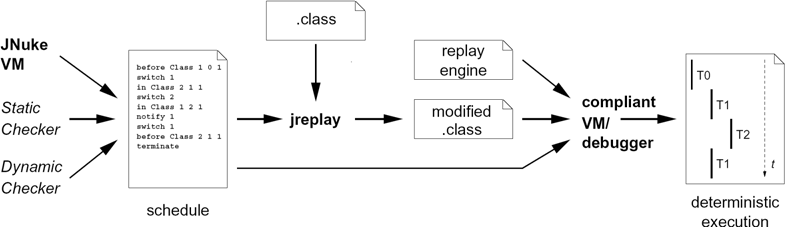 JNuke
VM
Static
Checker
Dynamic
Checker
before Class 1 0 1
switch 1
in Class 2 1 1
switch 2
in Class 1 2 1
notify 1
switch 1
before Class 2 1 1
terminate
schedule
.class
jreplay
replay
engine
modified
.class
compliant
VM/
debugger
T0
T1
T2
T1
t
deterministic
execution